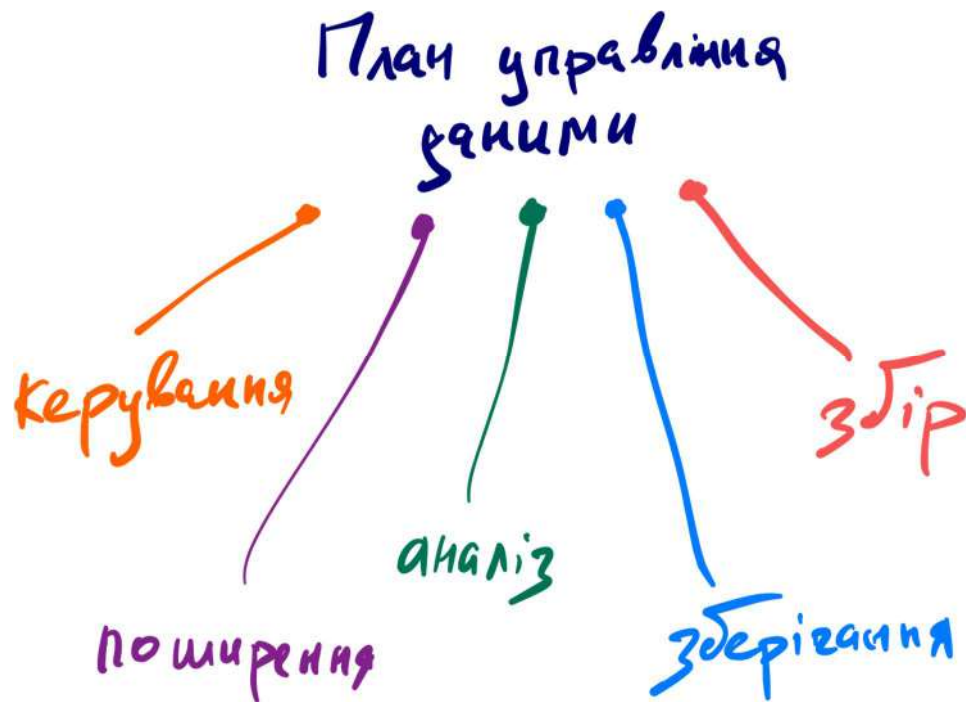 План управління
даними
керування
збір
аналіз
поширення
зберігання